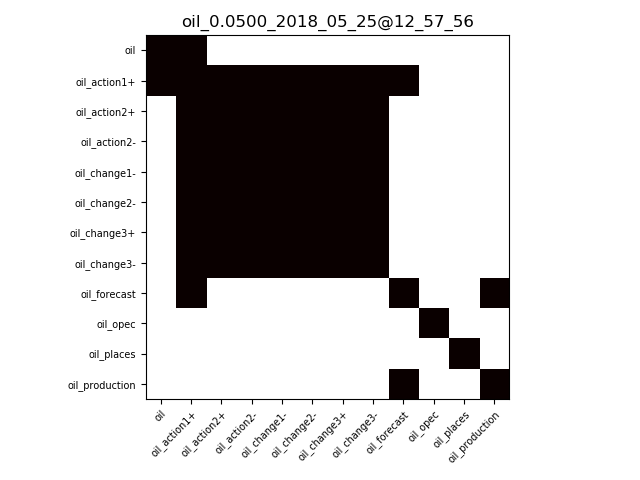 oil_0.0500_2018_05_25@12_57_56
oil
oil_action1+
oil_action2+
oil_action2-
oil_change1-
oil_change2-
oil_change3+
oil_change3-
oil_forecast
oil_opec
oil_places
oil_production
oil
oil_action1+
oil_action2+
oil_action2-
oil_change1-
oil_change2-
oil_change3+
oil_change3-
oil_forecast
oil_opec
oil_places
oil_production